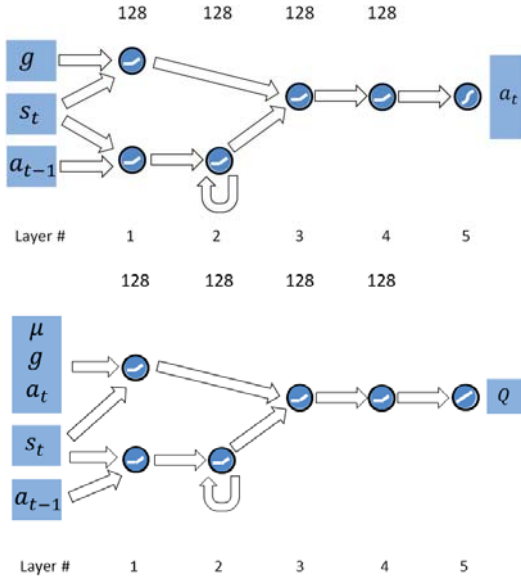 128 128 128 128
g
s_t
a_{t-1}
a_t
Layer # 1 2 3 4 5
128 128 128 128
μ
g
a_t
s_t
a_{t-1}
Q
Layer # 1 2 3 4 5